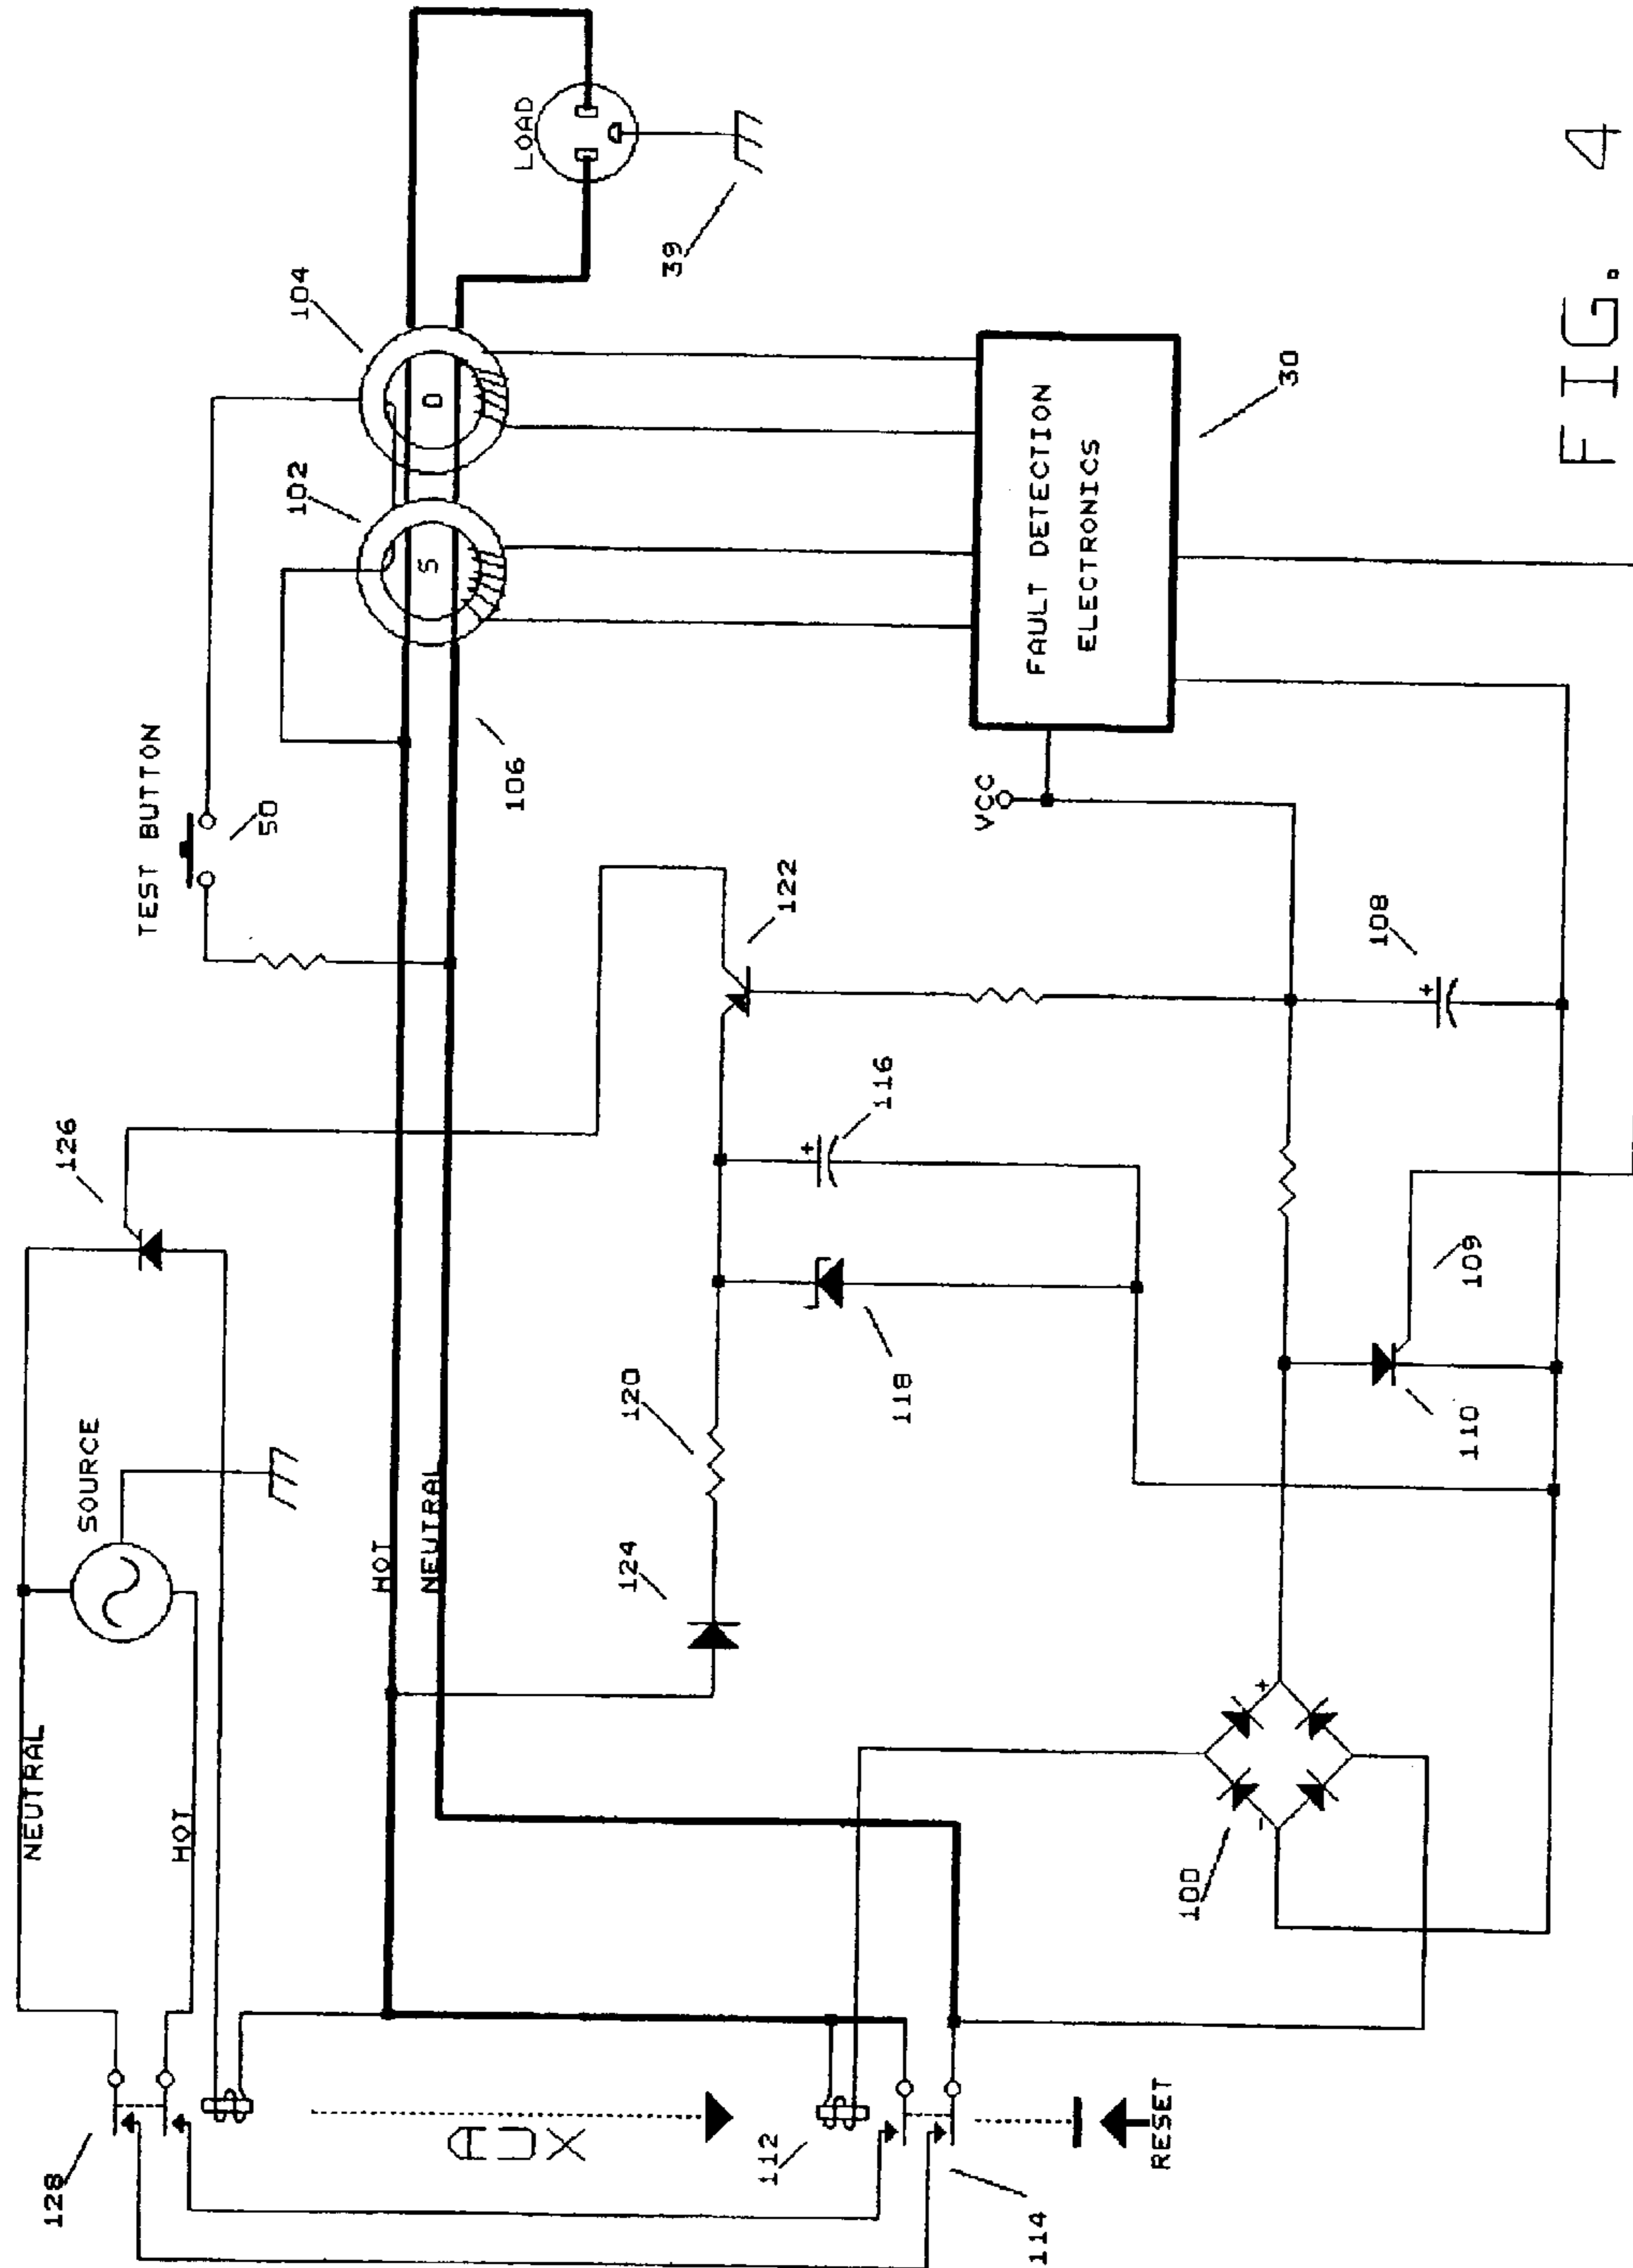 NEUTRAL
SOURCE
126
HOT
128
TEST BUTTON
50
102
104
LOAD
39
HOT
NEUTRAL
106
AUX
124
120
116
122
118
VCC
FAULT DETECTION
ELECTRONICS
30
112
100
+
-
108
+
+
110
109
114
RESET
S
D
FIG. 4